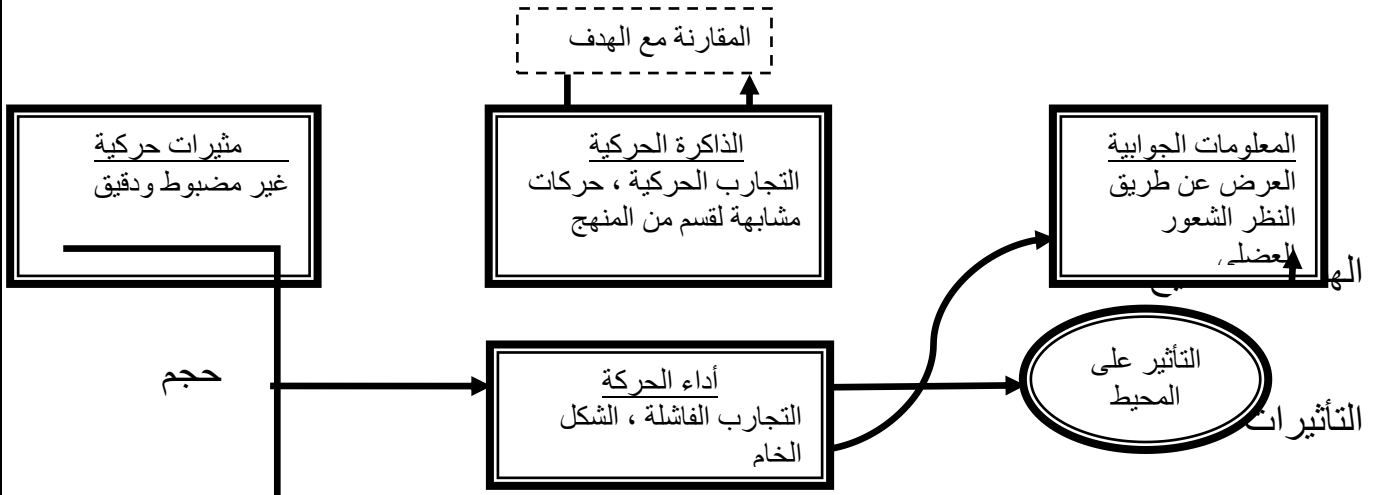 المقارنة مع الهدف
المعلومات الجوابية
العرض عن طريق
النظر الشعور
العضلي
الذاكرة الحركية
التجارب الحركية ، حركات
مشابهة لقسم من المنهج
مثيرات حركية
غير مضبوط ودقيق
التأثير على
المحيط
أداء الحركة
التجارب الفاشلة ، الشكل
الخام
حجم
التأثيرات